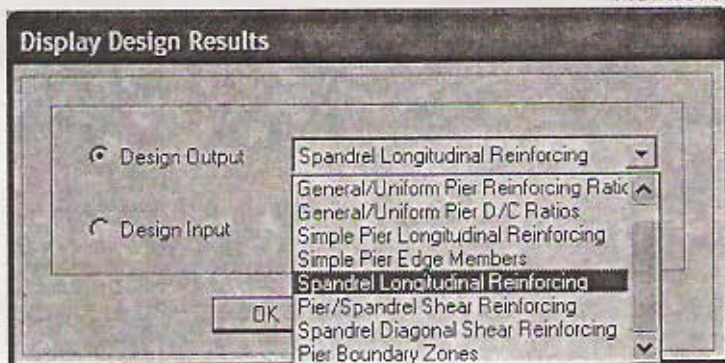 Display Design Results
Design Output
Spandrel Longitudinal Reinforcing
General/Uniform Pier Reinforcing Ratic
General/Uniform Pier D/C Ratios
Design Input
Simple Pier Longitudinal Reinforcing
Simple Pier Edge Members
Spandrel Longitudinal Reinforcing
OK
Pier/Spandrel Shear Reinforcing
Spandrel Diagonal Shear Reinforcing
Pier Boundary Zones